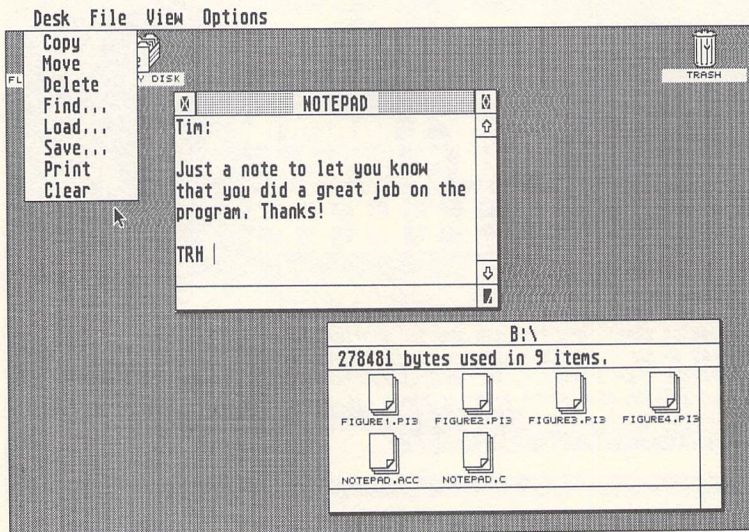 Desk File View Options
Copy
Move
Delete
Find...
Load...
Save...
Print
Clear
DISK
TRASH
NOTEPAD
Tim:
Just a note to let you know
that you did a great job on the
program. Thanks!
TRH
B:\
278481 bytes used in 9 items.
FIGURE1.PI3 FIGURE2.PI3 FIGURE3.PI3 FIGURE4.PI3
NOTEPAD.ACC NOTEPAD.C